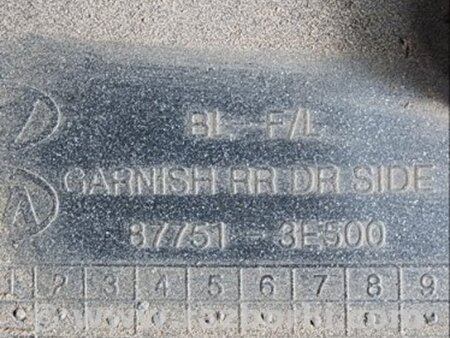 BL - F/L
GARNISH RR DR SIDE
87751 - 3E500
1 2 3 4 5 6 7 8 9